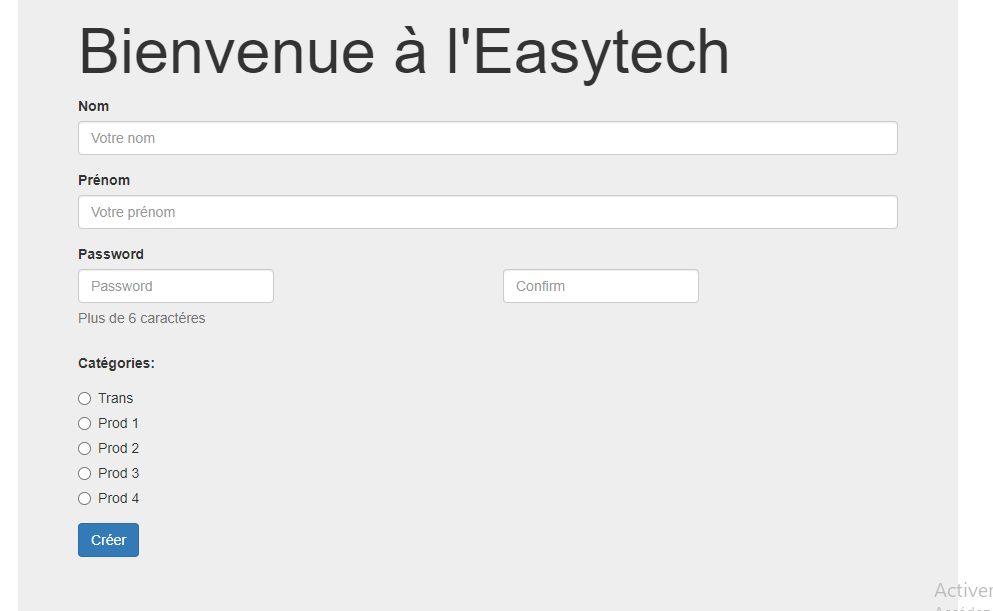 Bienvenue à l'Easytech
Nom
Votre nom
Prénom
Votre prénom
Password
Password Confirm
Plus de 6 caractéres
Catégories:
Trans
Prod 1
Prod 2
Prod 3
Prod 4
Créer
Activer